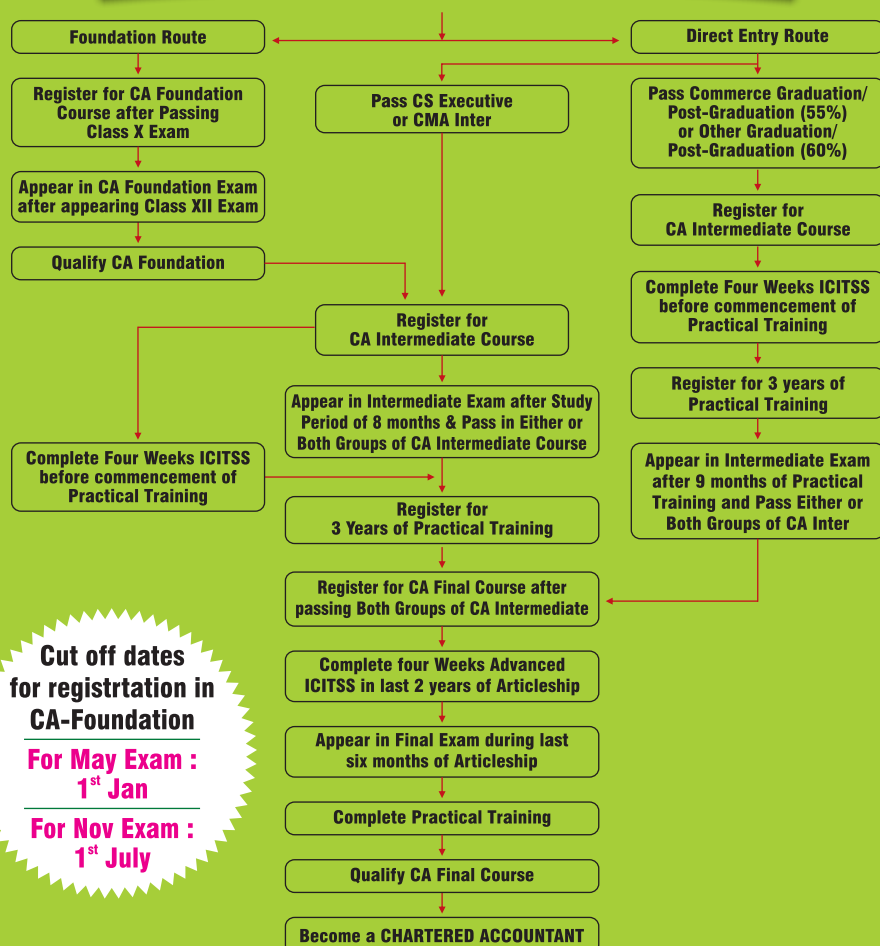 Foundation Route
Direct Entry Route
Register for CA Foundation
Course after Passing
Class X Exam
Pass CS Executive
or CMA Inter
Pass Commerce Graduation/
Post-Graduation (55%)
or Other Graduation/
Post-Graduation (60%)
Appear in CA Foundation Exam
after appearing Class XII Exam
Register for
CA Intermediate Course
Qualify CA Foundation
Complete Four Weeks ICITSS
before commencement of
Practical Training
Register for
CA Intermediate Course
Register for 3 years of
Practical Training
Appear in Intermediate Exam after Study
Period of 8 months & Pass in Either or
Both Groups of CA Intermediate Course
Complete Four Weeks ICITSS
before commencement of
Practical Training
Appear in Intermediate Exam
after 9 months of Practical
Training and Pass Either or
Both Groups of CA Inter
Register for
3 Years of Practical Training
Register for CA Final Course after
passing Both Groups of CA Intermediate
Complete four Weeks Advanced
ICITSS in last 2 years of Articleship
Appear in Final Exam during last
six months of Articleship
Complete Practical Training
Qualify CA Final Course
Become a CHARTERED ACCOUNTANT
Cut off dates
for registrtation in
CA-Foundation
For May Exam :
1st Jan
For Nov Exam :
1st July